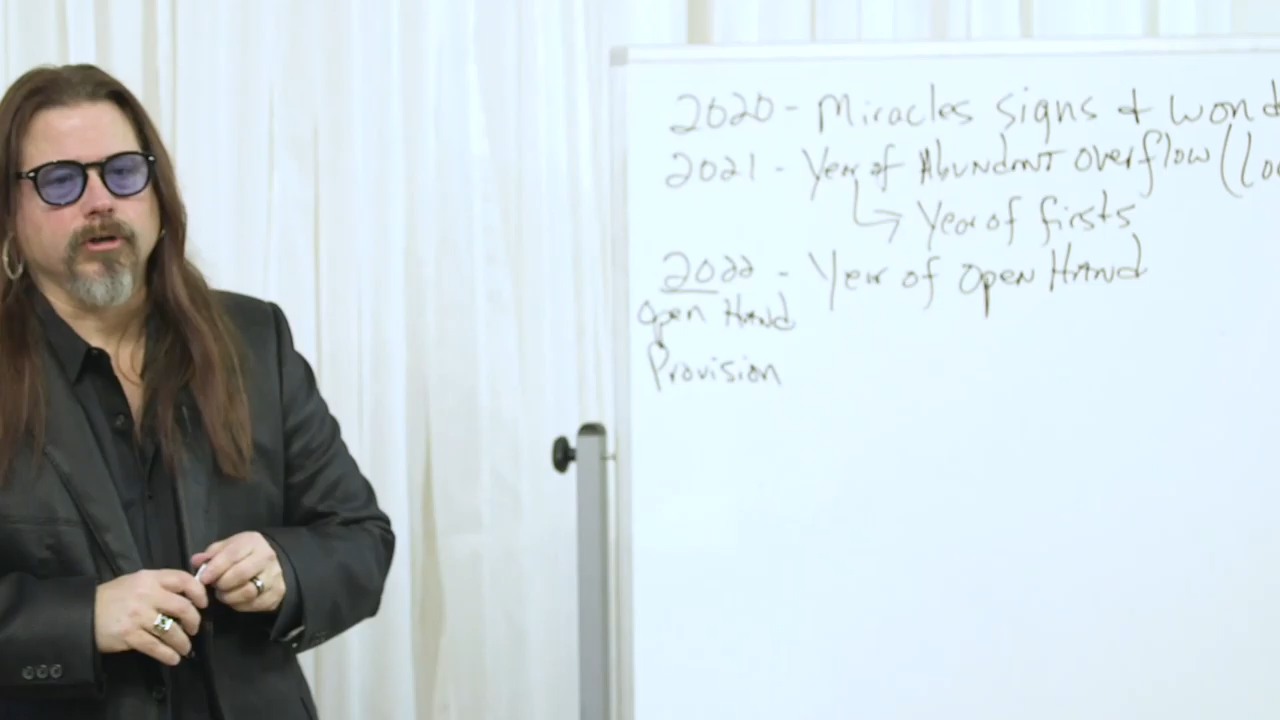 2020 - Miracles signs & wond
2021 - Year of Abundant overflow (loc
↳ Year of firsts
2022 - Year of Open Hand
Open Hand
Provision